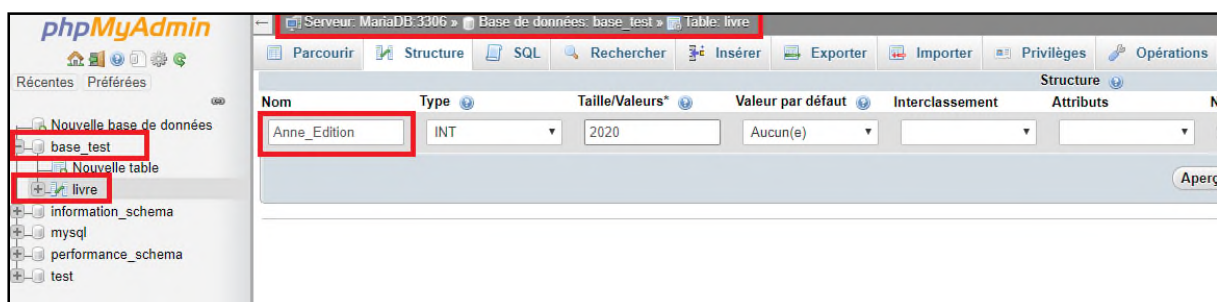 phpMyAdmin
Récentes Préférées
Nouvelle base de données
base_test
Nouvelle table
livre
information_schema
mysql
performance_schema
test
Serveur: MariaDB:3306 » Base de données: base_test » Table: livre
Parcourir Structure SQL Rechercher Insérer Exporter Importer Privilèges Opérations
Structure
Nom Type Taille/Valeurs* Valeur par défaut Interclassement Attributs N
Anne_Edition INT 2020 Aucun(e)
Aperç